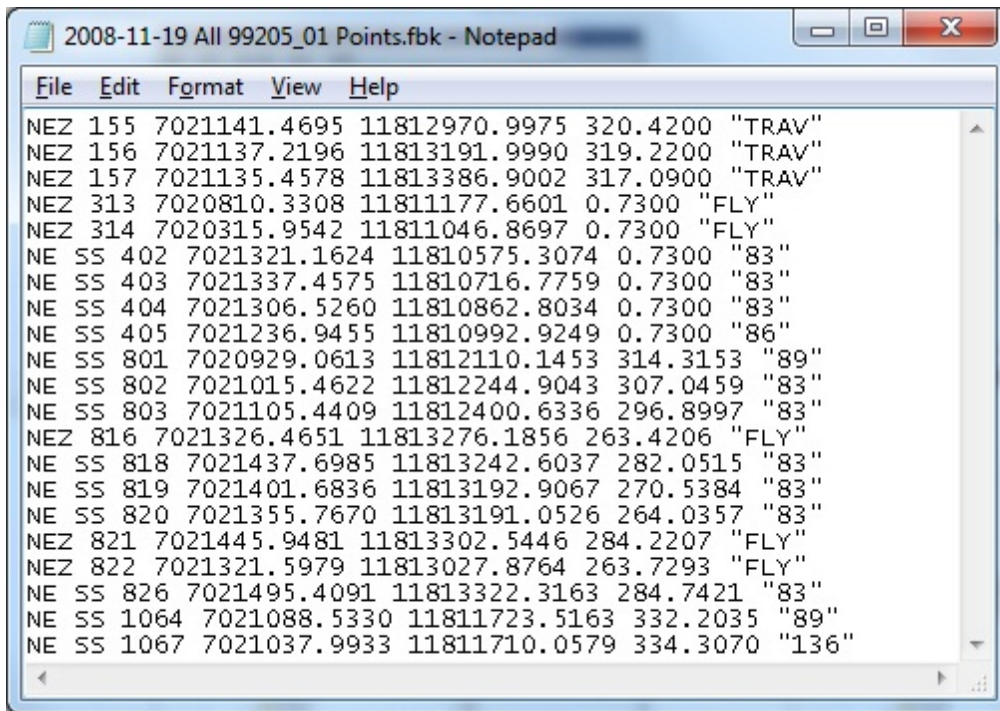 2008-11-19 All 99205_01 Points.fbk - Notepad
File Edit Format View Help
NEZ 155 7021141.4695 11812970.9975 320.4200 "TRAV"
NEZ 156 7021137.2196 11813191.9990 319.2200 "TRAV"
NEZ 157 7021135.4578 11813386.9002 317.0900 "TRAV"
NEZ 313 7020810.3308 11811177.6601 0.7300 "FLY"
NEZ 314 7020315.9542 11811046.8697 0.7300 "FLY"
NE SS 402 7021321.1624 11810575.3074 0.7300 "83"
NE SS 403 7021337.4575 11810716.7759 0.7300 "83"
NE SS 404 7021306.5260 11810862.8034 0.7300 "83"
NE SS 405 7021236.9455 11810992.9249 0.7300 "86"
NE SS 801 7020929.0613 11812110.1453 314.3153 "89"
NE SS 802 7021015.4622 11812244.9043 307.0459 "83"
NE SS 803 7021105.4409 11812400.6336 296.8997 "83"
NEZ 816 7021326.4651 11813276.1856 263.4206 "FLY"
NE SS 818 7021437.6985 11813242.6037 282.0515 "83"
NE SS 819 7021401.6836 11813192.9067 270.5384 "83"
NE SS 820 7021355.7670 11813191.0526 264.0357 "83"
NEZ 821 7021445.9481 11813302.5446 284.2207 "FLY"
NEZ 822 7021321.5979 11813027.8764 263.7293 "FLY"
NE SS 826 7021495.4091 11813322.3163 284.7421 "83"
NE SS 1064 7021088.5330 11811723.5163 332.2035 "89"
NE SS 1067 7021037.9933 11811710.0579 334.3070 "136"